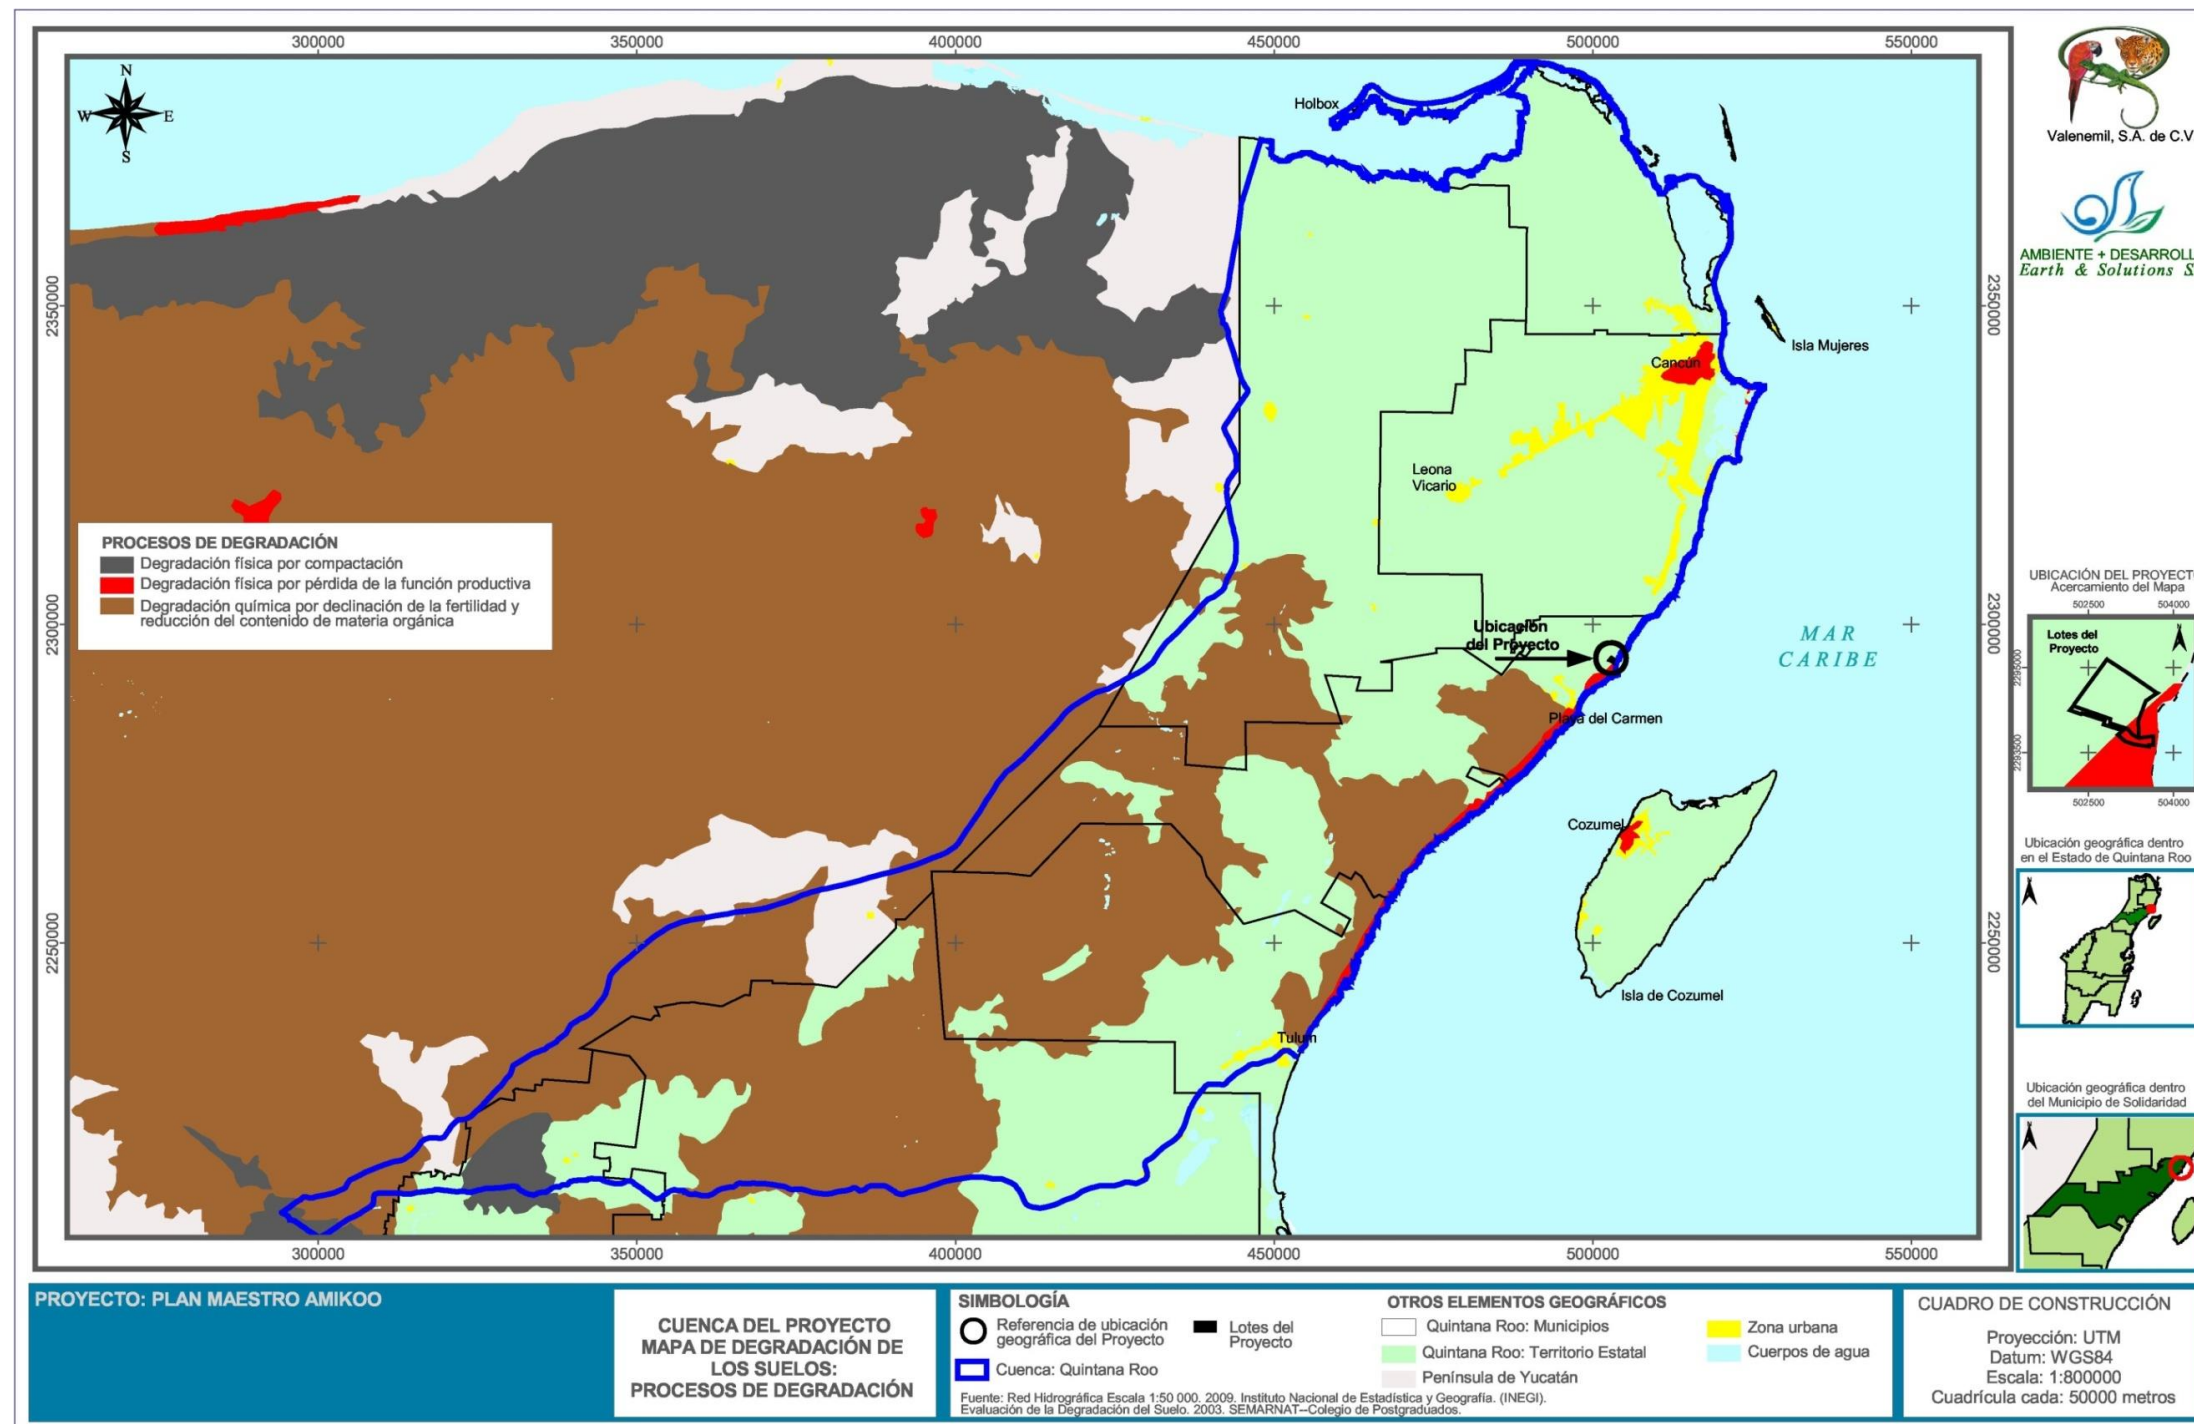 300000
350000
400000
450000
500000
550000
N
W
E
S
Holbox
2350000
2350000
Isla Mujeres
Cancún
Leona
Vicario
PROCESOS DE DEGRADACIÓN
Degradación física por compactación
Degradación física por pérdida de la función productiva
Degradación química por declinación de la fertilidad y
reducción del contenido de materia orgánica
2300000
2300000
Ubicación
del Proyecto
MAR
CARIBE
Playa del Carmen
Cozumel
2250000
2250000
Isla de Cozumel
Tulum
300000
350000
400000
450000
500000
550000
Valenemil, S.A. de C.V
AMBIENTE + DESARROLL
Earth & Solutions S
UBICACIÓN DEL PROYECT
Acercamiento del Mapa
502500
504000
Lotes del
Proyecto
N
2295000
2293500
502500
504000
Ubicación geográfica dentro
en el Estado de Quintana Roo
N
Ubicación geográfica dentro
del Municipio de Solidaridad
N
PROYECTO: PLAN MAESTRO AMIKOO
CUENCA DEL PROYECTO
MAPA DE DEGRADACIÓN DE
LOS SUELOS:
PROCESOS DE DEGRADACIÓN
SIMBOLOGÍA
Referencia de ubicación
geográfica del Proyecto
Lotes del
Proyecto
Cuenca: Quintana Roo
OTROS ELEMENTOS GEOGRÁFICOS
Quintana Roo: Municipios
Quintana Roo: Territorio Estatal
Península de Yucatán
Zona urbana
Cuerpos de agua
Fuente: Red Hidrográfica Escala 1:50 000. 2009. Instituto Nacional de Estadística y Geografía. (INEGI).
Evaluación de la Degradación del Suelo. 2003. SEMARNAT--Colegio de Postgraduados.
CUADRO DE CONSTRUCCIÓN
Proyección: UTM
Datum: WGS84
Escala: 1:800000
Cuadrícula cada: 50000 metros